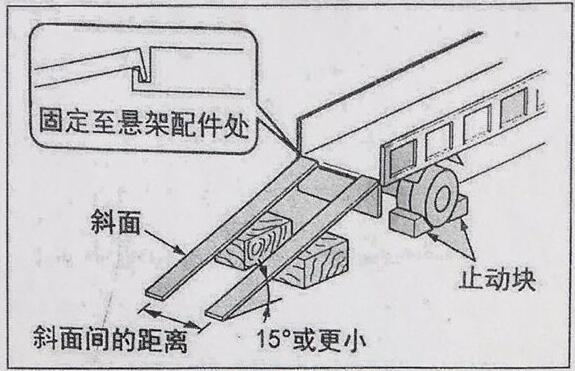 固定至悬架配件处
斜面
止动块
斜面间的距离
15°或更小